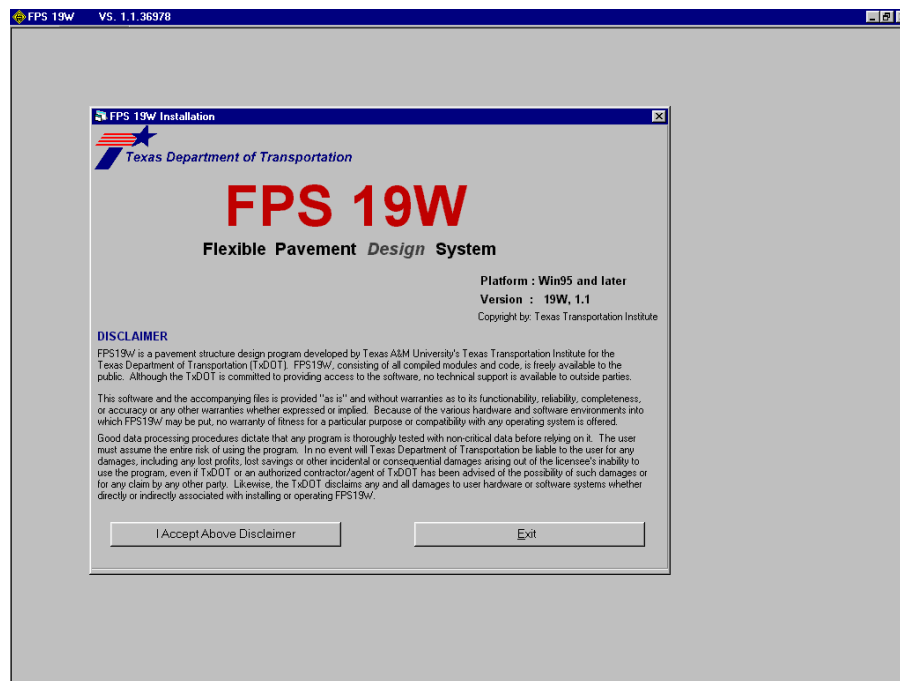 FPS 19W VS. 1.1.36978
FPS 19W Installation
Texas Department of Transportation
FPS 19W
Flexible Pavement Design System
Platform : Win95 and later
Version : 19W, 1.1
Copyright by: Texas Transportation Institute
DISCLAIMER
FPS19W is a pavement structure design program developed by Texas A&M University's Texas Transportation Institute for the
Texas Department of Transportation (TxDOT). FPS19W, consisting of all compiled modules and code, is freely available to the
public. Although the TxDOT is committed to providing access to the software, no technical support is available to outside parties.
This software and the accompanying files is provided "as is" and without warranties as to its functionality, reliability, completeness,
or accuracy or any other warranties whether expressed or implied. Because of the various hardware and software environments into
which FPS19W may be put, no warranty of fitness for a particular purpose or compatibility with any operating system is offered.
Good data processing procedures dictate that any program is thoroughly tested with non-critical data before relying on it. The user
must assume the entire risk of using the program. In no event will Texas Department of Transportation be liable to the user for any
damages, including any lost profits, lost savings or other incidental or consequential damages arising out of the licensee's inability to
use the program, even if TxDOT or an authorized contractor/agent of TxDOT has been advised of the possibility of such damages or
for any claim by any other party. Likewise, the TxDOT disclaims any and all damages to user hardware or software systems whether
directly or indirectly associated with installing or operating FPS19W.
I Accept Above Disclaimer
Exit